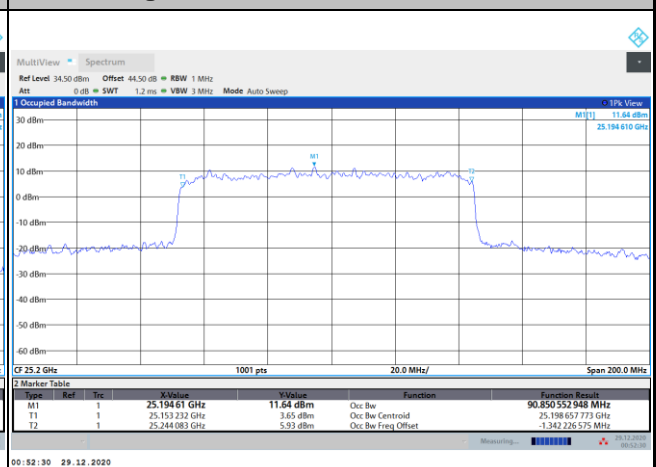 MultiView Spectrum
Ref Level 34.50 dBm Offset 44.50 dB RBW 1 MHz
Att 0 dB SWT 1.2 ms VBW 3 MHz Mode Auto Sweep
1 Occupied Bandwidth 1Pk View
M1[1] 11.64 dBm
25.194 610 GHz
30 dBm
20 dBm
M1
10 dBm
T1
T2
0 dBm
-10 dBm
-20 dBm
-30 dBm
-40 dBm
-50 dBm
-60 dBm
CF 25.2 GHz 1001 pts 20.0 MHz/ Span 200.0 MHz
2 Marker Table
Type Ref Trc X-Value Y-Value Function Function Result
M1 1 25.194 61 GHz 11.64 dBm Occ Bw 90.850 552 948 MHz
T1 1 25.153 232 GHz 3.65 dBm Occ Bw Centroid 25.198 657 773 GHz
T2 1 25.244 083 GHz 5.93 dBm Occ Bw Freq Offset -1.342 226 575 MHz
Measuring... 29.12.2020
00:52:30
00:52:30 29.12.2020